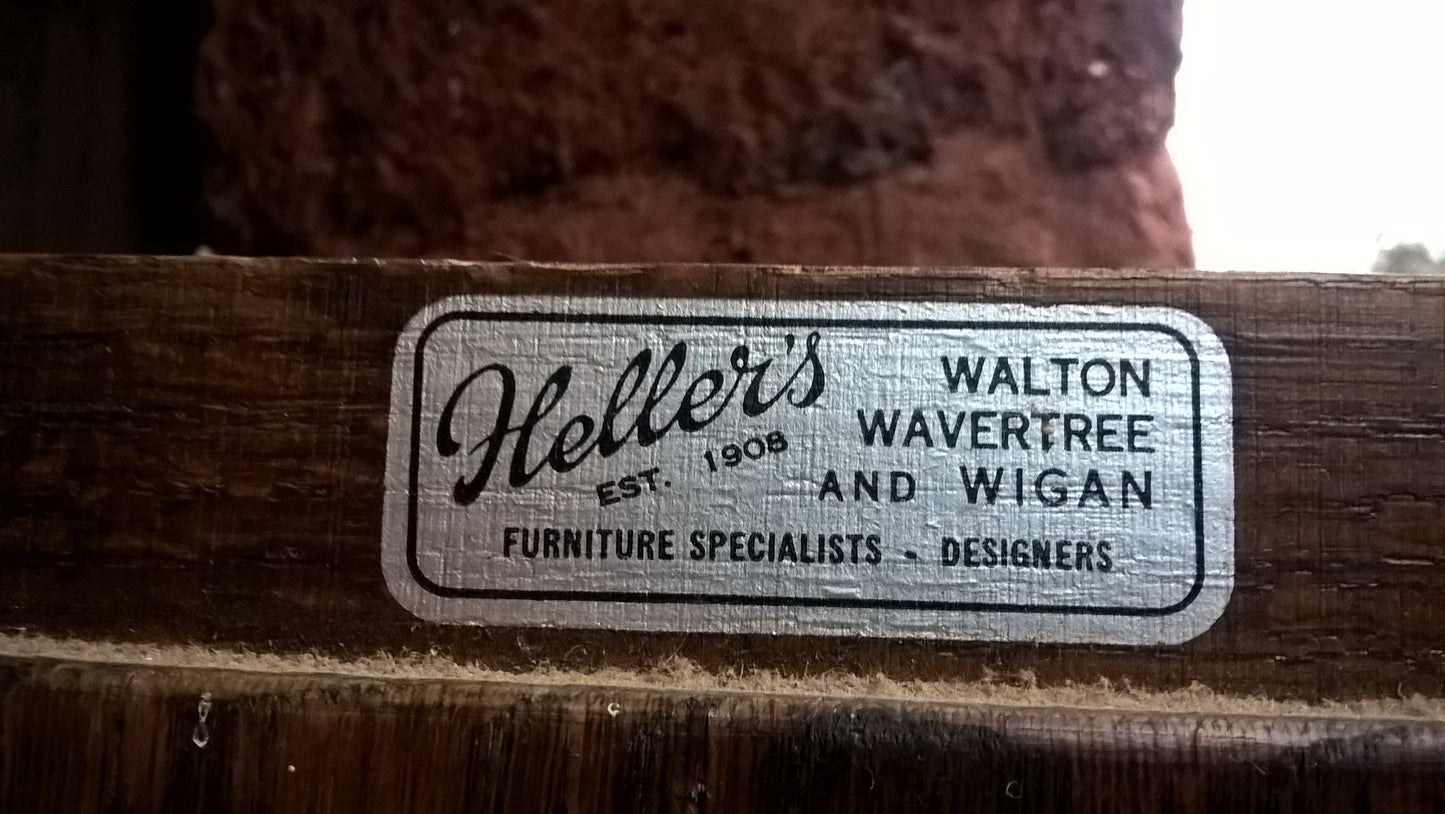 Heller's
EST. 1908
WALTON
WAVERTREE
AND WIGAN
FURNITURE SPECIALISTS - DESIGNERS